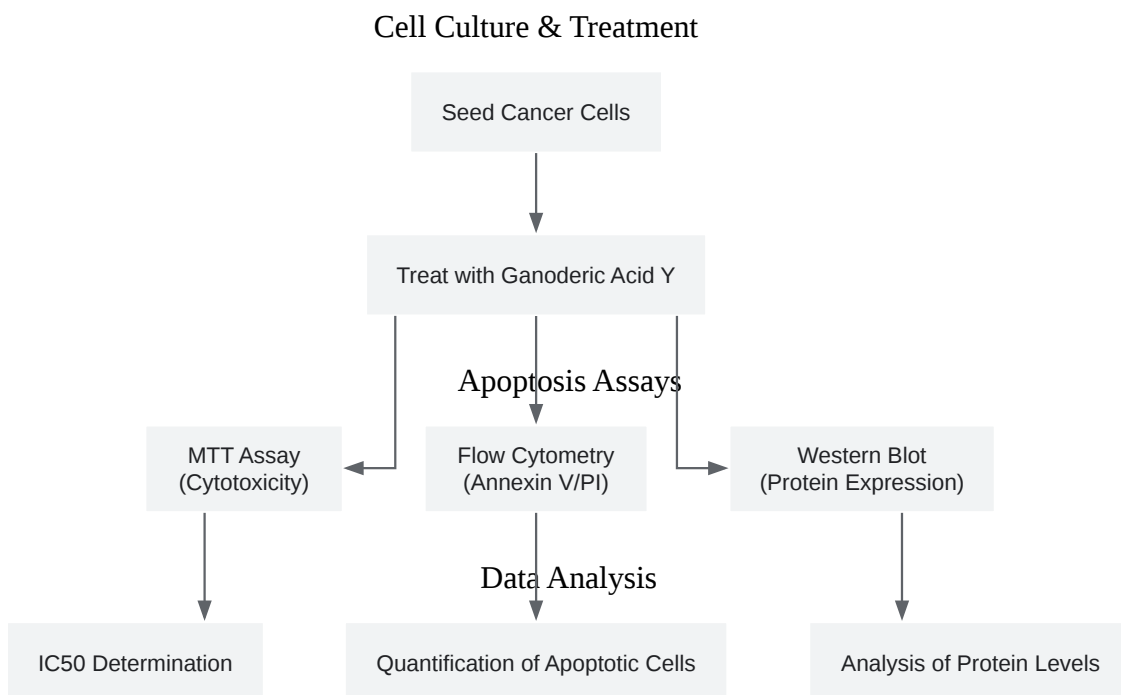 Cell Culture & Treatment
Seed Cancer Cells
Treat with Ganoderic Acid Y
Apoptosis Assays
MTT Assay
(Cytotoxicity)
Flow Cytometry
(Annexin V/PI)
Western Blot
(Protein Expression)
Data Analysis
IC50 Determination
Quantification of Apoptotic Cells
Analysis of Protein Levels